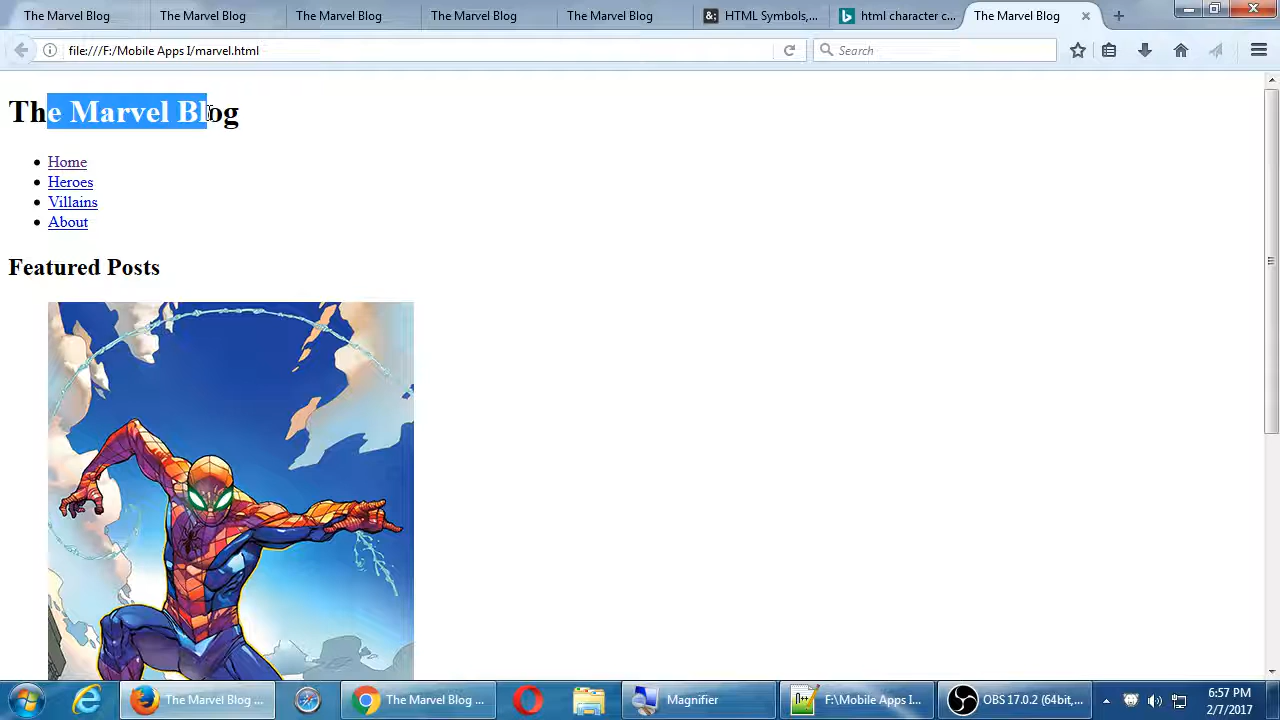 The Marvel Blog
The Marvel Blog
The Marvel Blog
The Marvel Blog
The Marvel Blog
HTML Symbols,...
html character c...
The Marvel Blog
file:///F:/Mobile Apps I/marvel.html
Search
The Marvel Blog
Home
Heroes
Villains
About
Featured Posts
The Marvel Blog ...
The Marvel Blog ...
Magnifier
F:\Mobile Apps I...
OBS 17.0.2 (64bit,...
6:57 PM
2/7/2017